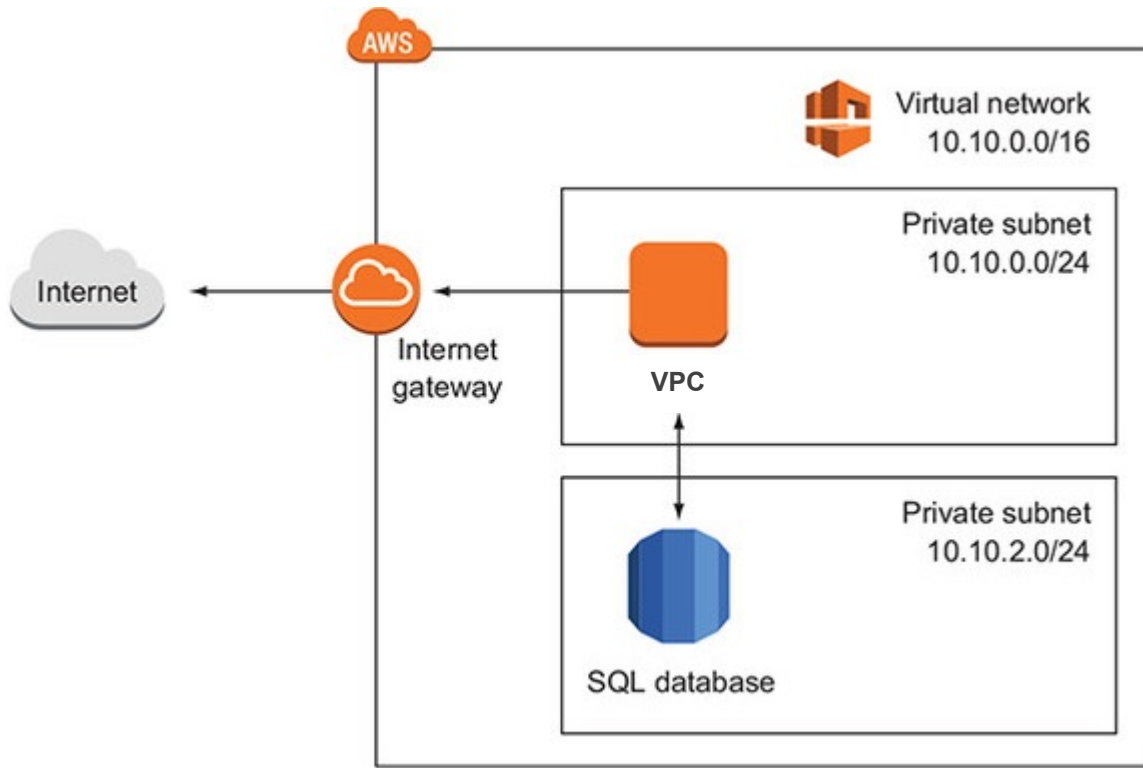 AWS
Virtual network
10.10.0.0/16
Private subnet
10.10.0.0/24
Internet
Internet
gateway
VPC
Private subnet
10.10.2.0/24
SQL database